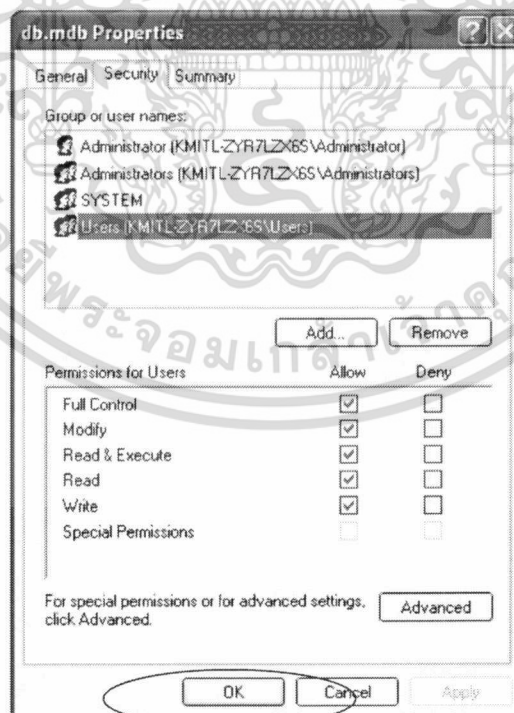 db.mdb Properties
General Security Summary
Group or user names:
Administrator (KMITL-ZYR7LZX6S\Administrator)
Administrators (KMITL-ZYR7LZX6S\Administrators)
SYSTEM
Users (KMITL-ZYR7LZX6S\Users)
Add... Remove
Permissions for Users Allow Deny
Full Control
Modify
Read & Execute
Read
Write
Special Permissions
For special permissions or for advanced settings,
click Advanced.
Advanced
OK Cancel Apply